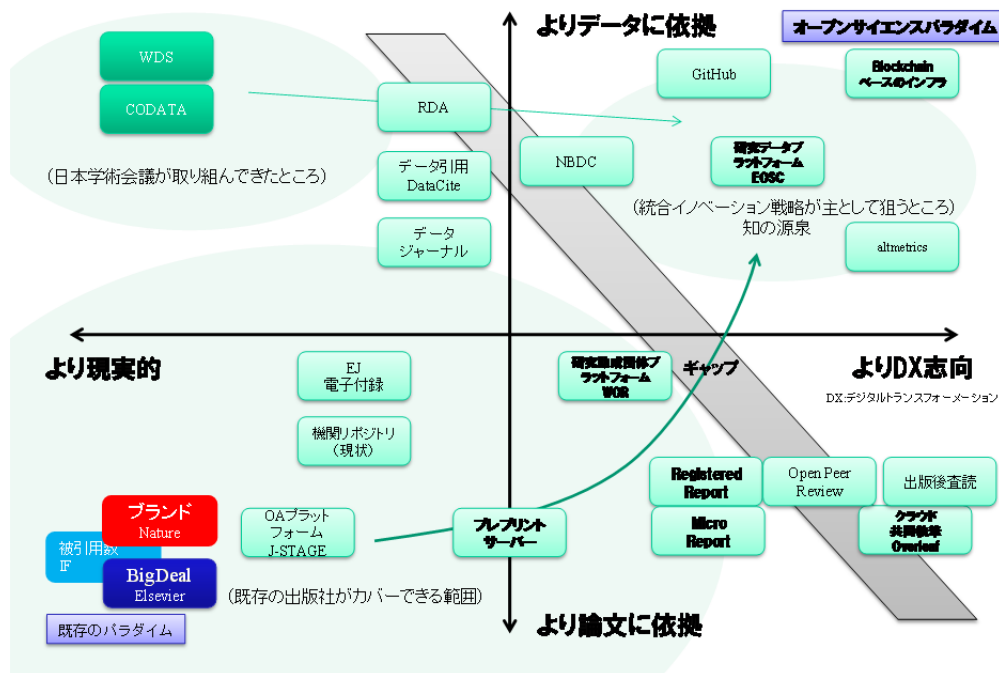 よりデータに依拠
オープンサイエンスパラダイム
WDS
CODATA
RDA
GitHub
Blockchain
ベースのインフラ
データ引用
DataCite
NBDC
研究データプ
ラットフォーム
EOSC
(日本学術会議が取り組んできたところ)
(統合イノベーション戦略が主として狙うところ)
知の源泉
データ
ジャーナル
altmetrics
より現実的
EJ
電子付録
研究助成団体プ
ラットフォーム
WOR
ギャップ
よりDX志向
DX:デジタルトランスフォーメーション
機関リポジトリ
(現状)
Registered
Report
Open Peer
Review
出版後査読
ブランド
Nature
被引用数
IF
BigDeal
Elsevier
OAプラット
フォーム
J-STAGE
プレプリント
サーバー
Micro
Report
クラウド
共同執筆
Overleaf
(既存の出版社がカバーできる範囲)
既存のパラダイム
より論文に依拠